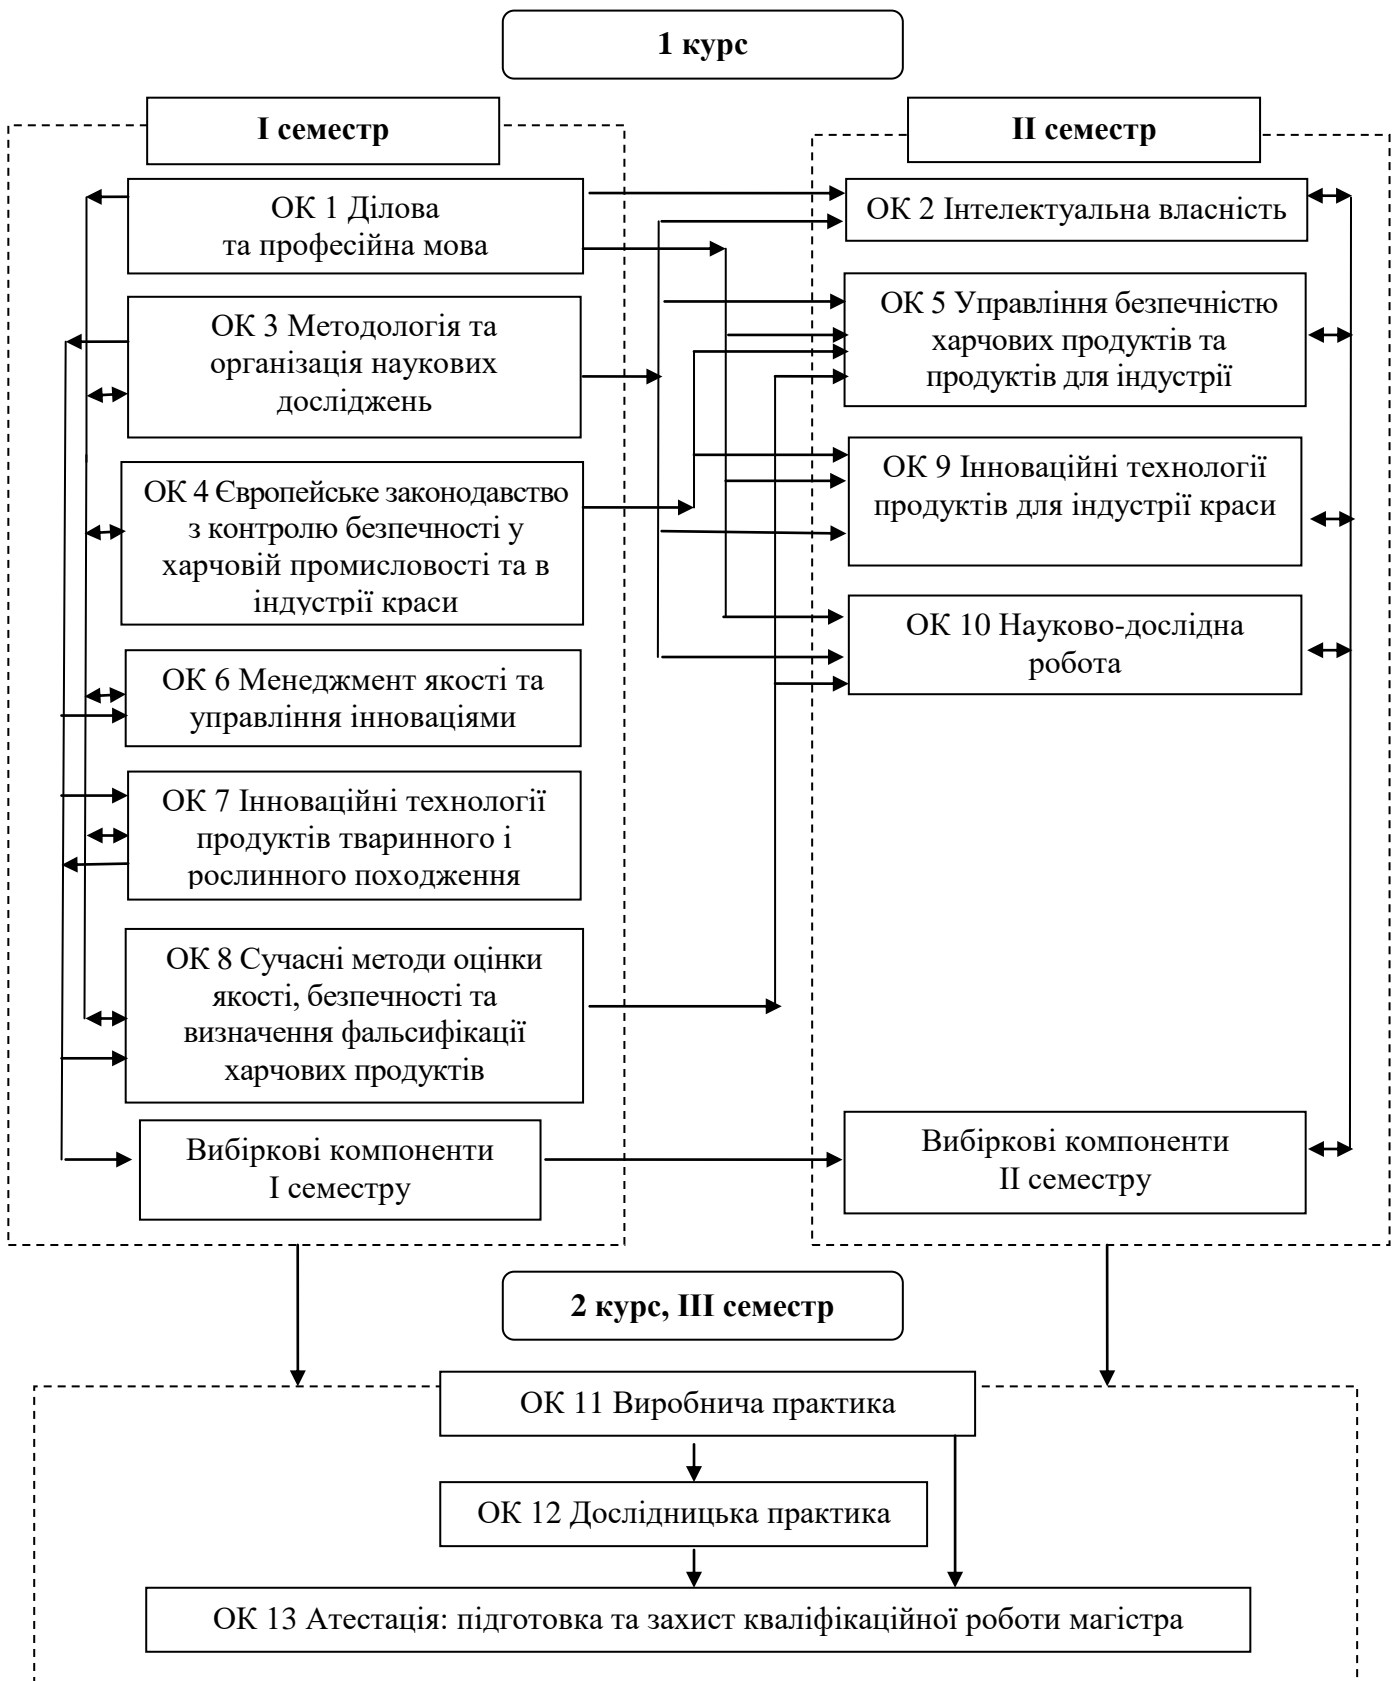 1 курс
І семестр
ОК 1 Ділова
та професійна мова
ОК 3 Методологія та
організація наукових
досліджень
ОК 4 Європейське законодавство
з контролю безпечності у
харчовій промисловості та в
індустрії краси
ОК 6 Менеджмент якості та
управління інноваціями
ОК 7 Інноваційні технології
продуктів тваринного і
рослинного походження
ОК 8 Сучасні методи оцінки
якості, безпечності та
визначення фальсифікації
харчових продуктів
Вибіркові компоненти
І семестру
ІІ семестр
ОК 2 Інтелектуальна власність
ОК 5 Управління безпечністю
харчових продуктів та
продуктів для індустрії
ОК 9 Інноваційні технології
продуктів для індустрії краси
ОК 10 Науково-дослідна
робота
Вибіркові компоненти
ІІ семестру
2 курс, ІІІ семестр
ОК 11 Виробнича практика
ОК 12 Дослідницька практика
ОК 13 Атестація: підготовка та захист кваліфікаційної роботи магістра